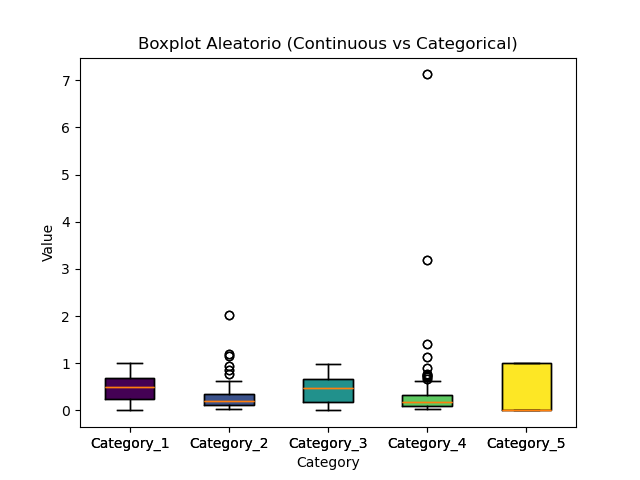 Boxplot Aleatorio (Continuous vs Categorical)
7
6
5
4
3
2
1
0
Value
Category_1 Category_2 Category_3 Category_4 Category_5
Category